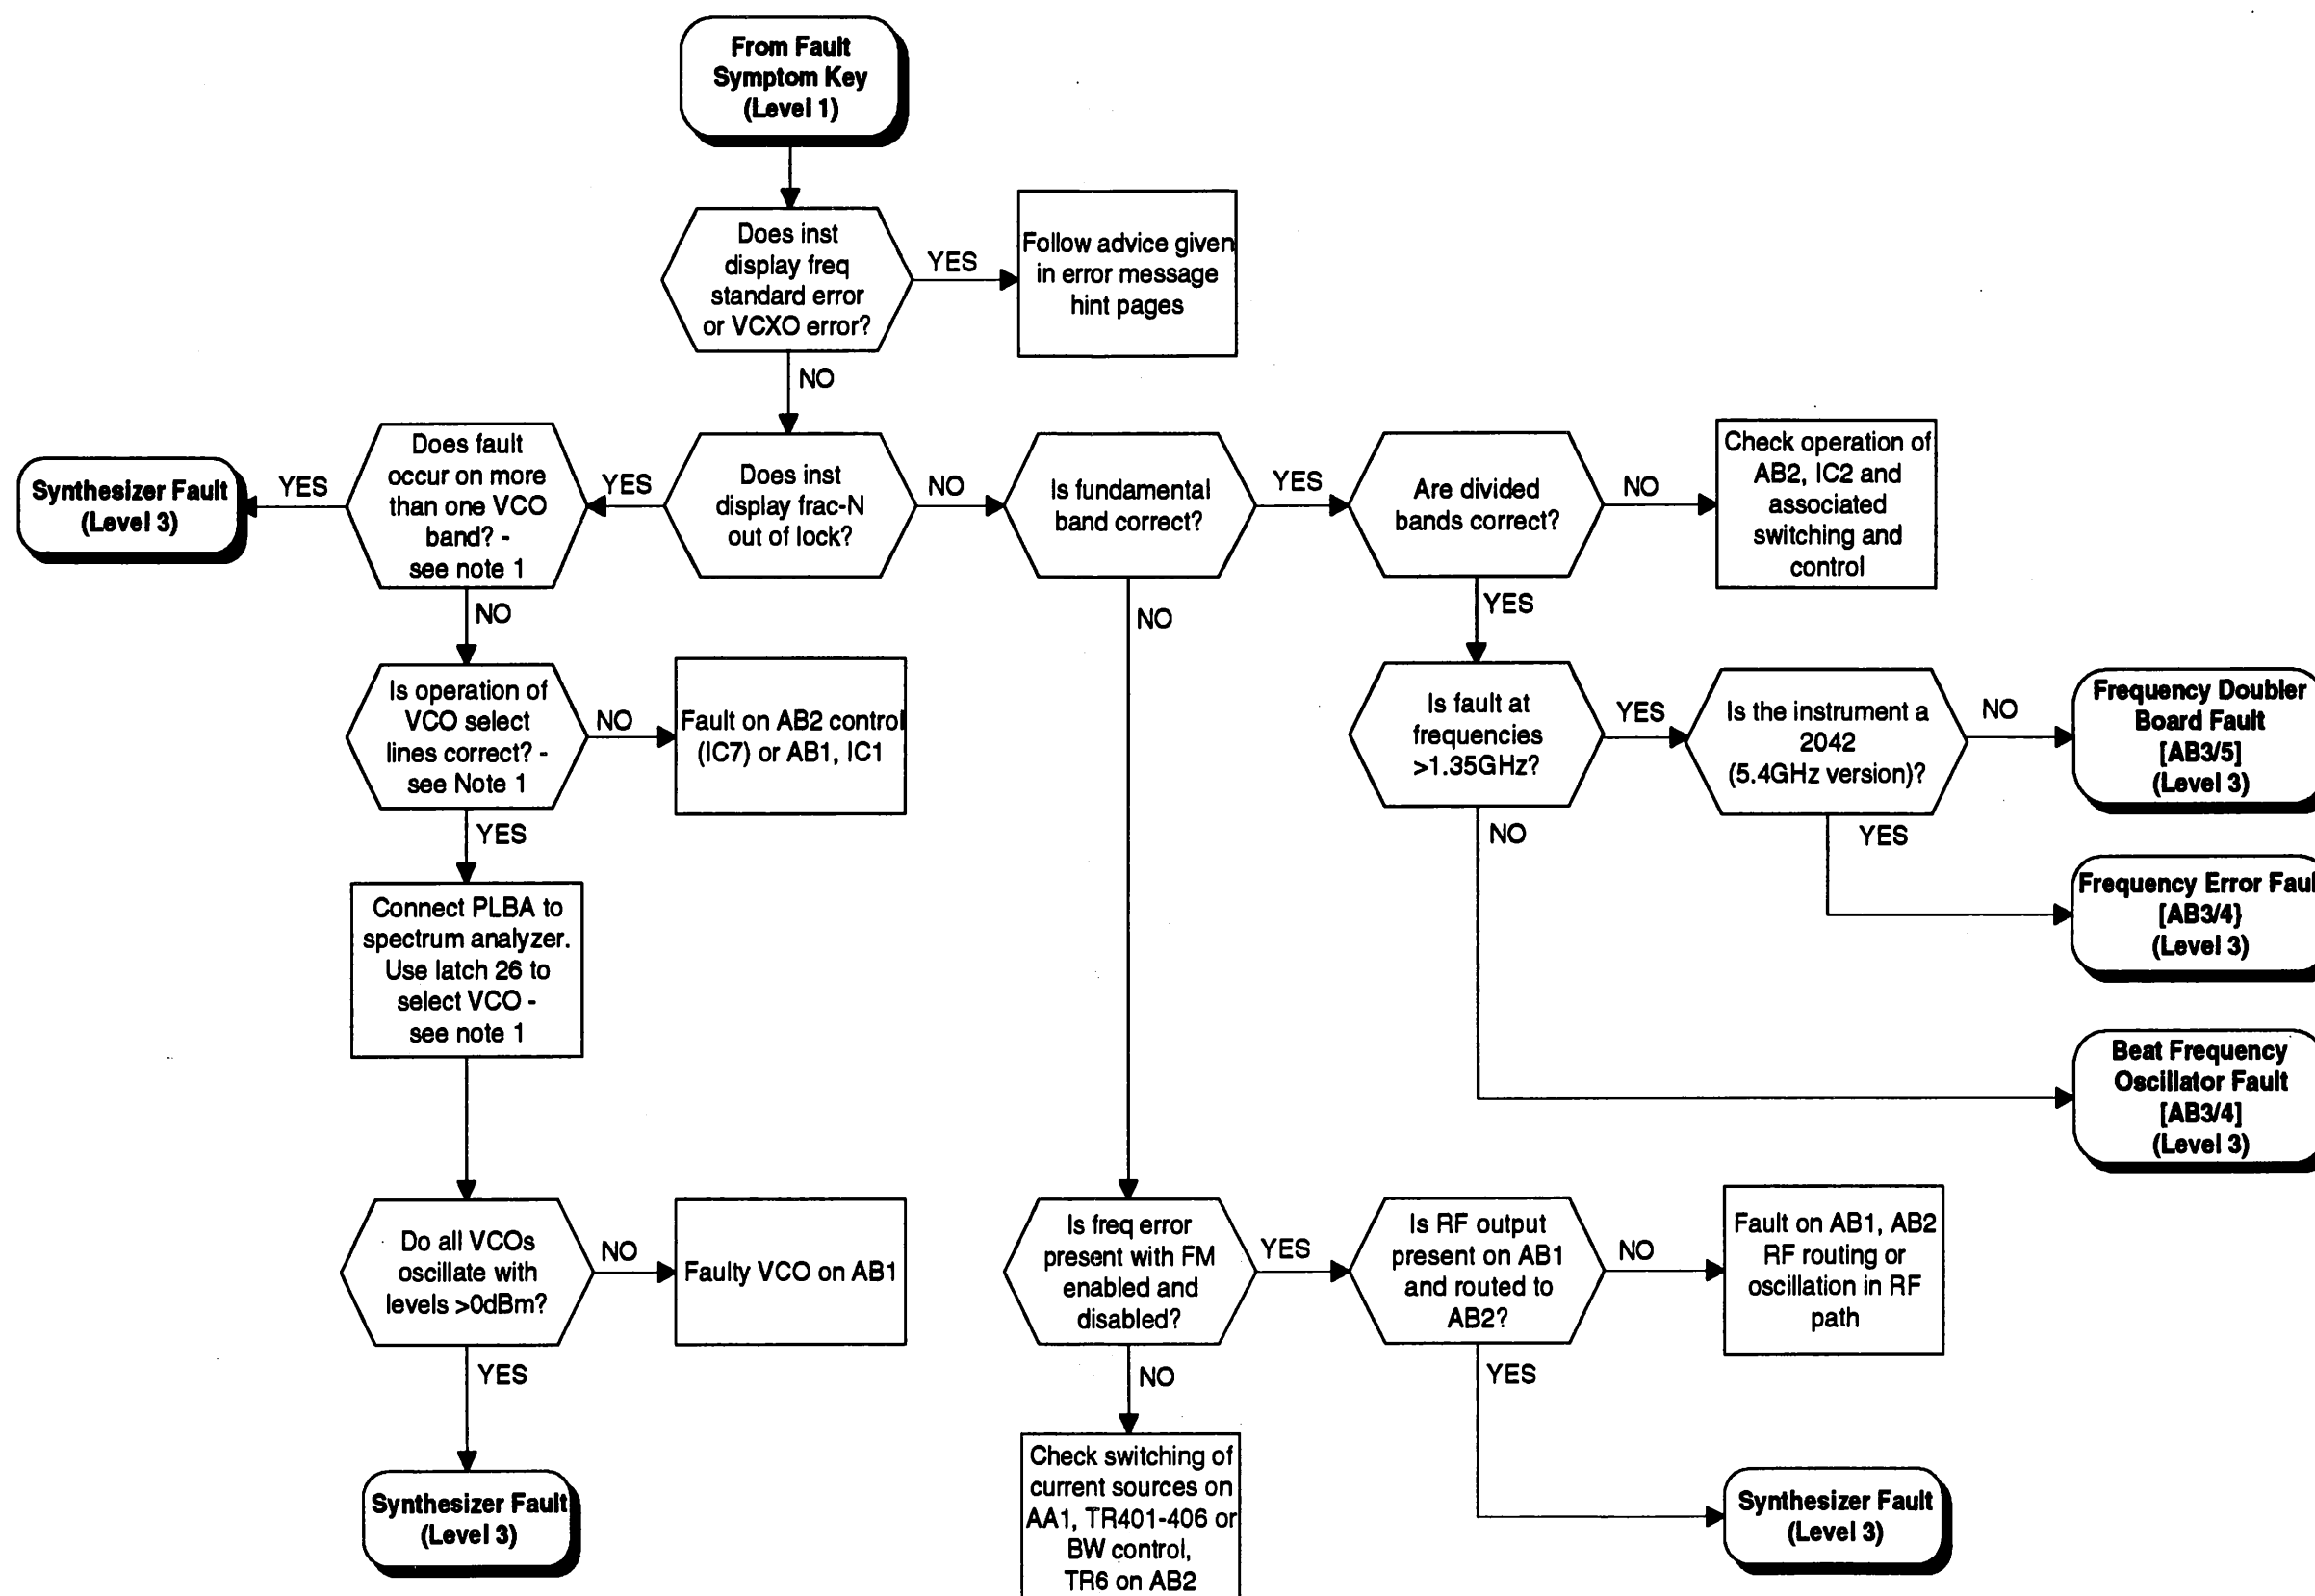 From Fault
Symptom Key
(Level 1)
Does inst
display freq
standard error
or VCXO error?
YES
Follow advice given
in error message
hint pages
NO
Synthesizer Fault
(Level 3)
YES
Does fault
occur on more
than one VCO
band? -
see note 1
YES
Does inst
display frac-N
out of lock?
NO
Is fundamental
band correct?
YES
Are divided
bands correct?
NO
Check operation of
AB2, IC2 and
associated
switching and
control
NO
NO
YES
Is operation of
VCO select
lines correct? -
see Note 1
NO
Fault on AB2 control
(IC7) or AB1, IC1
Is fault at
frequencies
>1.35GHz?
YES
Is the instrument a
2042
(5.4GHz version)?
NO
Frequency Doubler
Board Fault
[AB3/5]
(Level 3)
YES
NO
YES
Connect PLBA to
spectrum analyzer.
Use latch 26 to
select VCO -
see note 1
Frequency Error Faul
[AB3/4}
(Level 3)
Beat Frequency
Oscillator Fault
[AB3/4]
(Level 3)
Do all VCOs
oscillate with
levels >0dBm?
NO
Faulty VCO on AB1
Is freq error
present with FM
enabled and
disabled?
YES
Is RF output
present on AB1
and routed to
AB2?
NO
Fault on AB1, AB2
RF routing or
oscillation in RF
path
YES
NO
YES
Synthesizer Fault
(Level 3)
Check switching of
current sources on
AA1, TR401-406 or
BW control,
TR6 on AB2
Synthesizer Fault
(Level 3)